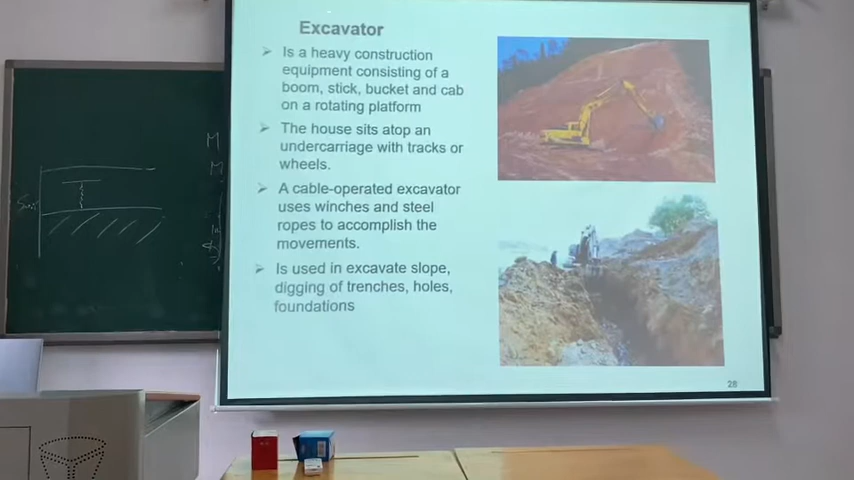 Excavator
➢ Is a heavy construction
equipment consisting of
boom, stick, bucket and cab
on a rotating platform
➢ The house sits atop an
undercarriage with tracks or
wheels.
➢ A cable-operated excavator
uses winches and steel
ropes to accomplish the
movements.
➢ Is used in excavate slope,
digging of trenches, holes,
foundations
28